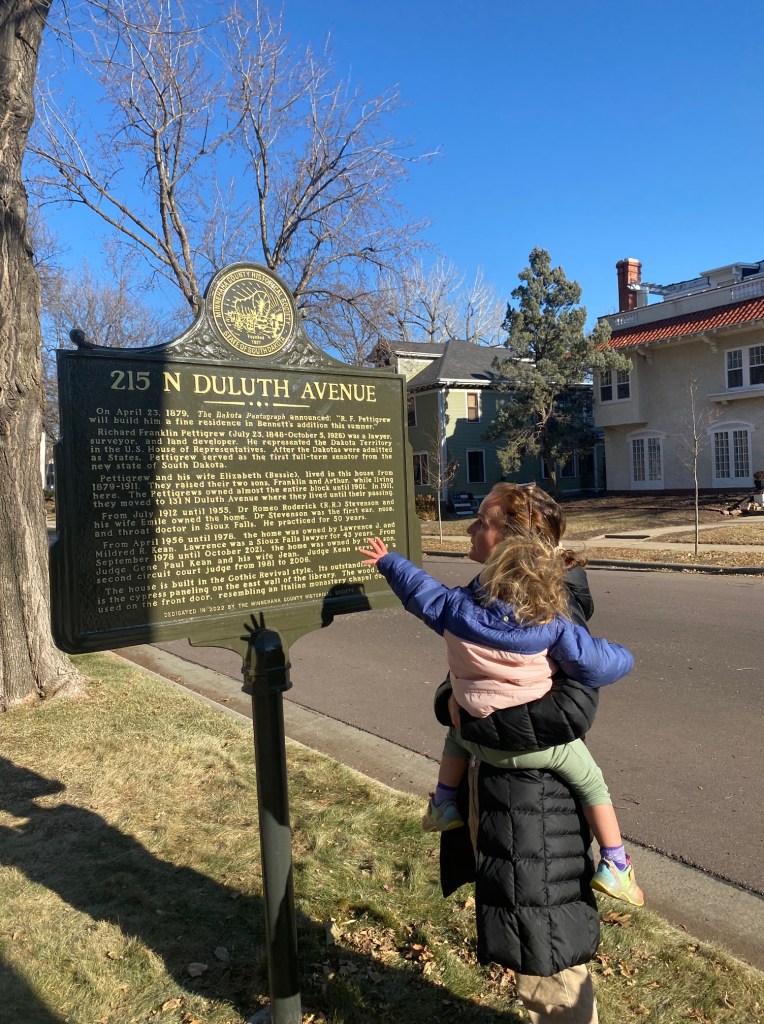 MINNEHAHA COUNTY HISTORICAL SOCIETY
Founded
1927
STATE OF SOUTH DAKOTA
215 N DULUTH AVENUE
On April 23, 1879, The Dakota Pantagraph announced: "R. F. Pettigrew
will build him a fine residence in Bennett's addition this summer."
Richard Franklin Pettigrew (July 23, 1848-October 5, 1926) was a lawyer,
surveyor, and land developer. He represented the Dakota Territory
in the U.S. House of Representatives. After the Dakotas were admitted
as States, Pettigrew served as the first full-term senator from the
new state of South Dakota.
Pettigrew and his wife Elizabeth (Bessie), lived in this house from
1879-1911. They raised their two sons, Franklin and Arthur, while living
here. The Pettigrews owned almost the entire block until 1901. In 1911,
they moved to 131 N Duluth Avenue where they lived until their passing.
From July 1912 until 1955, Dr Romeo Roderick (R.R.) Stevenson and
his wife Emile owned the home. Dr Stevenson was the first ear, nose,
and throat doctor in Sioux Falls. He practiced for 50 years.
From April 1956 until 1978, the home was owned by Lawrence J. and
Mildred R. Kean. Lawrence was a Sioux Falls lawyer for 43 years. From
September 1978 until October 2021, the home was owned by their son,
Judge Gene Paul Kean and his wife Jean. Judge Kean was a
second circuit court judge from 1981 to 2006.
The house is built in the Gothic Revival style. Its outstanding
is the cypress paneling on the east wall of the library. The wood
used on the front door, resembling an Italian monastery chapel do
DEDICATED IN 2022 BY THE MINNEHAHA COUNTY HISTORICAL SOCIETY